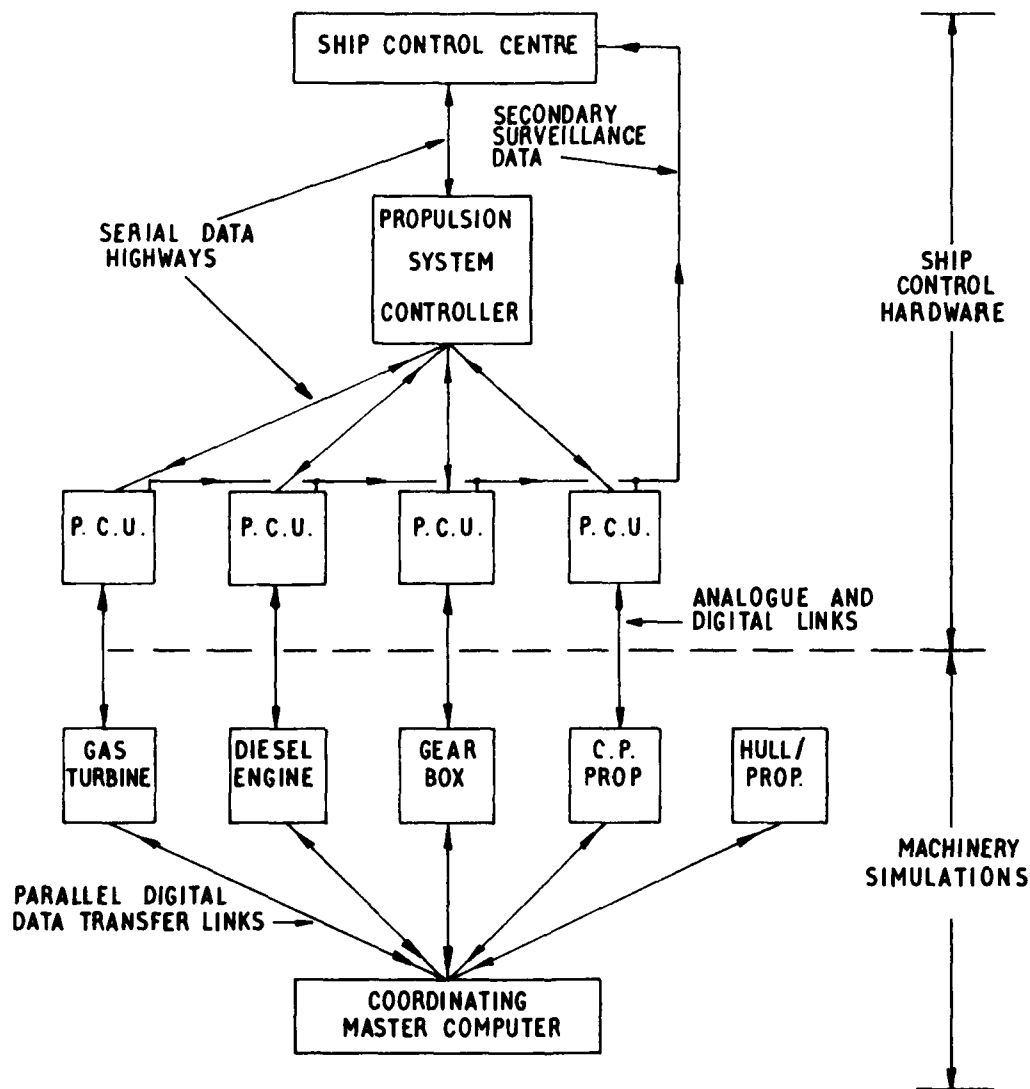 SHIP CONTROL CENTRE
SECONDARY
SURVEILLANCE
DATA
PROPULSION
SYSTEM
CONTROLLER
SERIAL DATA
HIGHWAYS
SHIP
CONTROL
HARDWARE
P.C.U.
P.C.U.
P.C.U.
P.C.U.
ANALOGUE AND
DIGITAL LINKS
GAS
TURBINE
DIESEL
ENGINE
GEAR
BOX
C.P.
PROP
HULL/
PROP.
MACHINERY
SIMULATIONS
PARALLEL DIGITAL
DATA TRANSFER LINKS
COORDINATING
MASTER COMPUTER